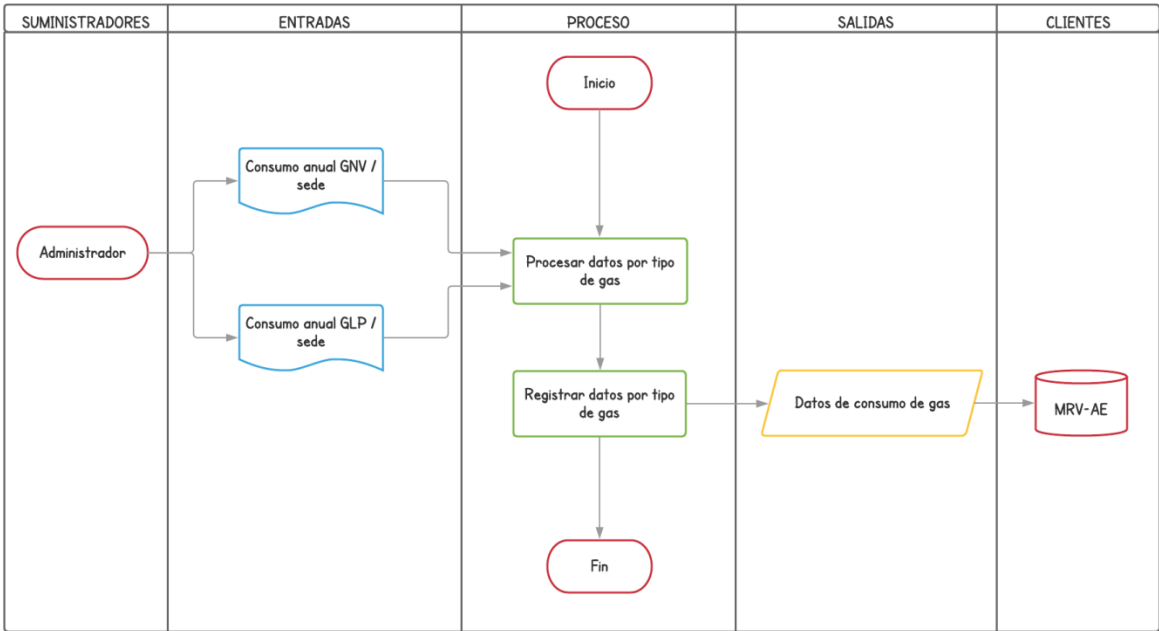 SUMINISTRADORES
ENTRADAS
PROCESO
SALIDAS
CLIENTES
Inicio
Consumo anual GNV /
sede
Administrador
Procesar datos por tipo
de gas
Consumo anual GLP /
sede
Registrar datos por tipo
de gas
Datos de consumo de gas
MRV-AE
Fin